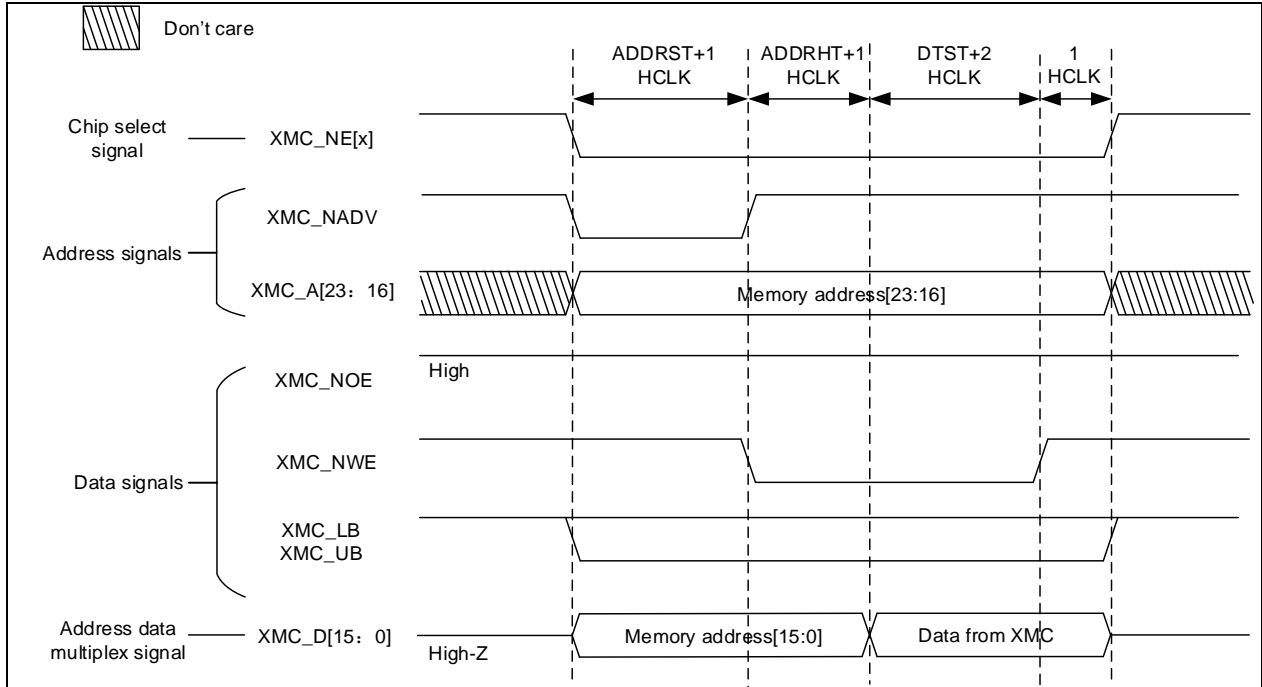 Don't care
ADDRST+1
HCLK
ADDRHT+1
HCLK
DTST+2
HCLK
1
HCLK
Chip select
signal
XMC_NE[x]
Address signals
XMC_NADV
XMC_A[23：16]
Memory address[23:16]
Data signals
XMC_NOE
High
XMC_NWE
XMC_LB
XMC_UB
Address data
multiplex signal
XMC_D[15：0]
High-Z
Memory address[15:0]
Data from XMC